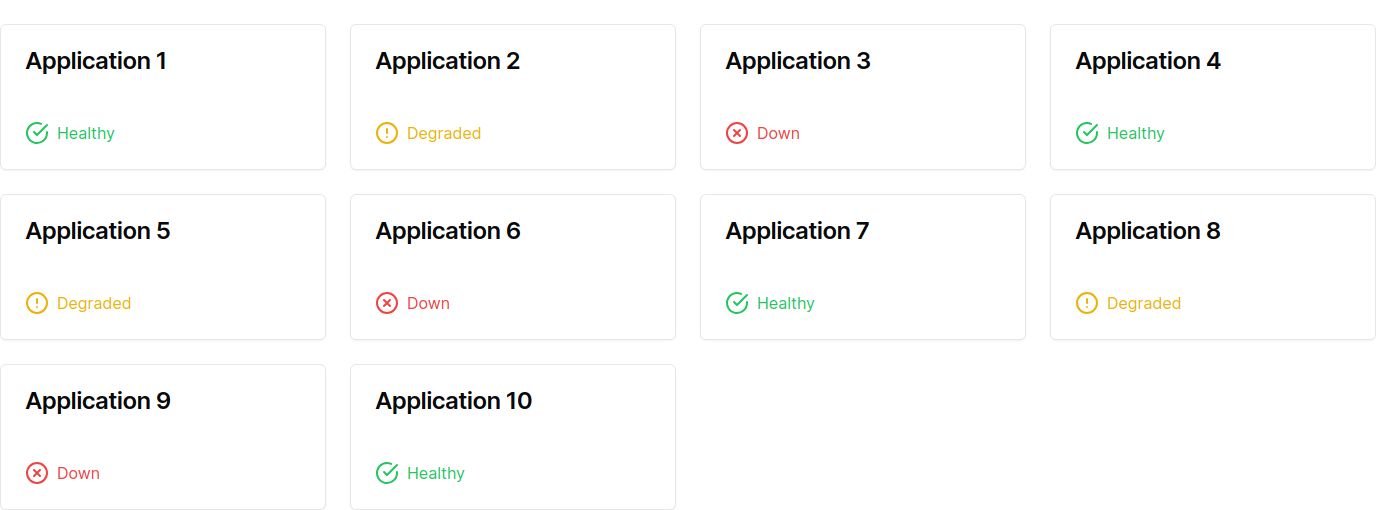 Application 1
Healthy
Application 2
Degraded
Application 3
Down
Application 4
Healthy
Application 5
Degraded
Application 6
Down
Application 7
Healthy
Application 8
Degraded
Application 9
Down
Application 10
Healthy